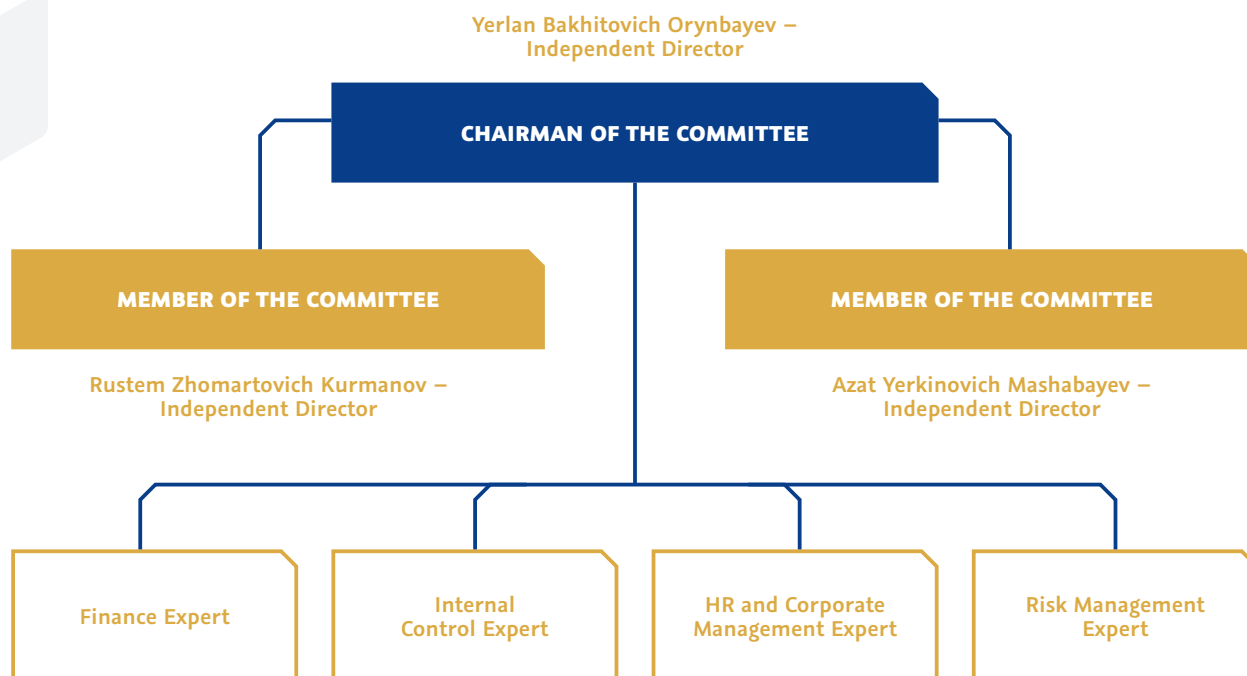 Yerlan Bakhitovich Orynbayev –
Independent Director
CHAIRMAN OF THE COMMITTEE
MEMBER OF THE COMMITTEE
MEMBER OF THE COMMITTEE
Rustem Zhomartovich Kurmanov –
Independent Director
Azat Yerkinovich Mashabayev –
Independent Director
Finance Expert
Internal
Control Expert
HR and Corporate
Management Expert
Risk Management
Expert